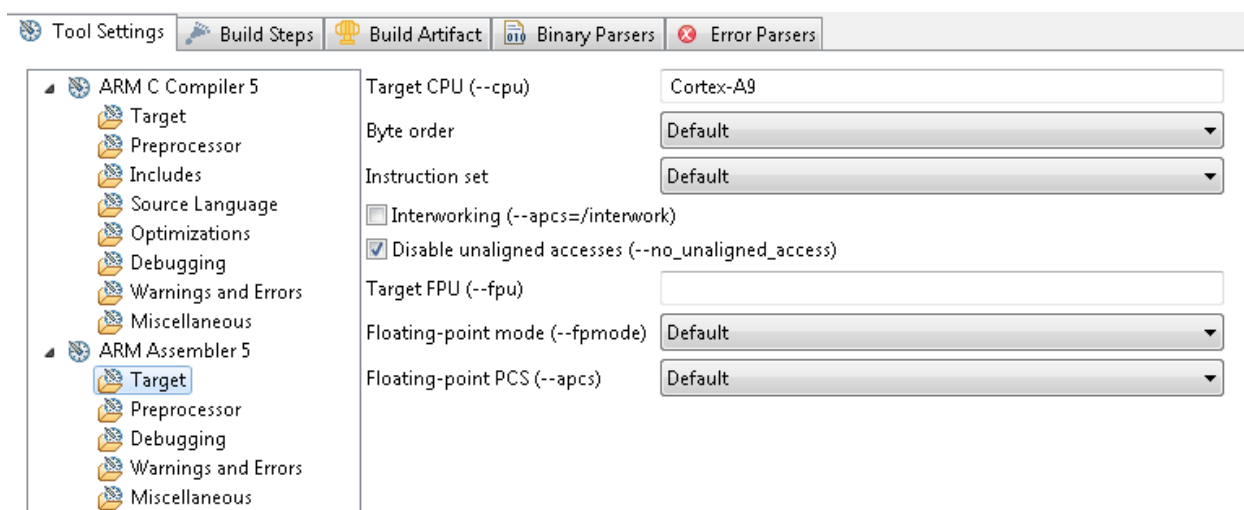 Tool Settings Build Steps Build Artifact Binary Parsers Error Parsers
ARM C Compiler 5
Target
Preprocessor
Includes
Source Language
Optimizations
Debugging
Warnings and Errors
Miscellaneous
ARM Assembler 5
Target
Preprocessor
Debugging
Warnings and Errors
Miscellaneous
Target CPU (--cpu) Cortex-A9
Byte order Default
Instruction set Default
Interworking (--apcs=/interwork)
Disable unaligned accesses (--no_unaligned_access)
Target FPU (--fpu)
Floating-point mode (--fpmode) Default
Floating-point PCS (--apcs) Default